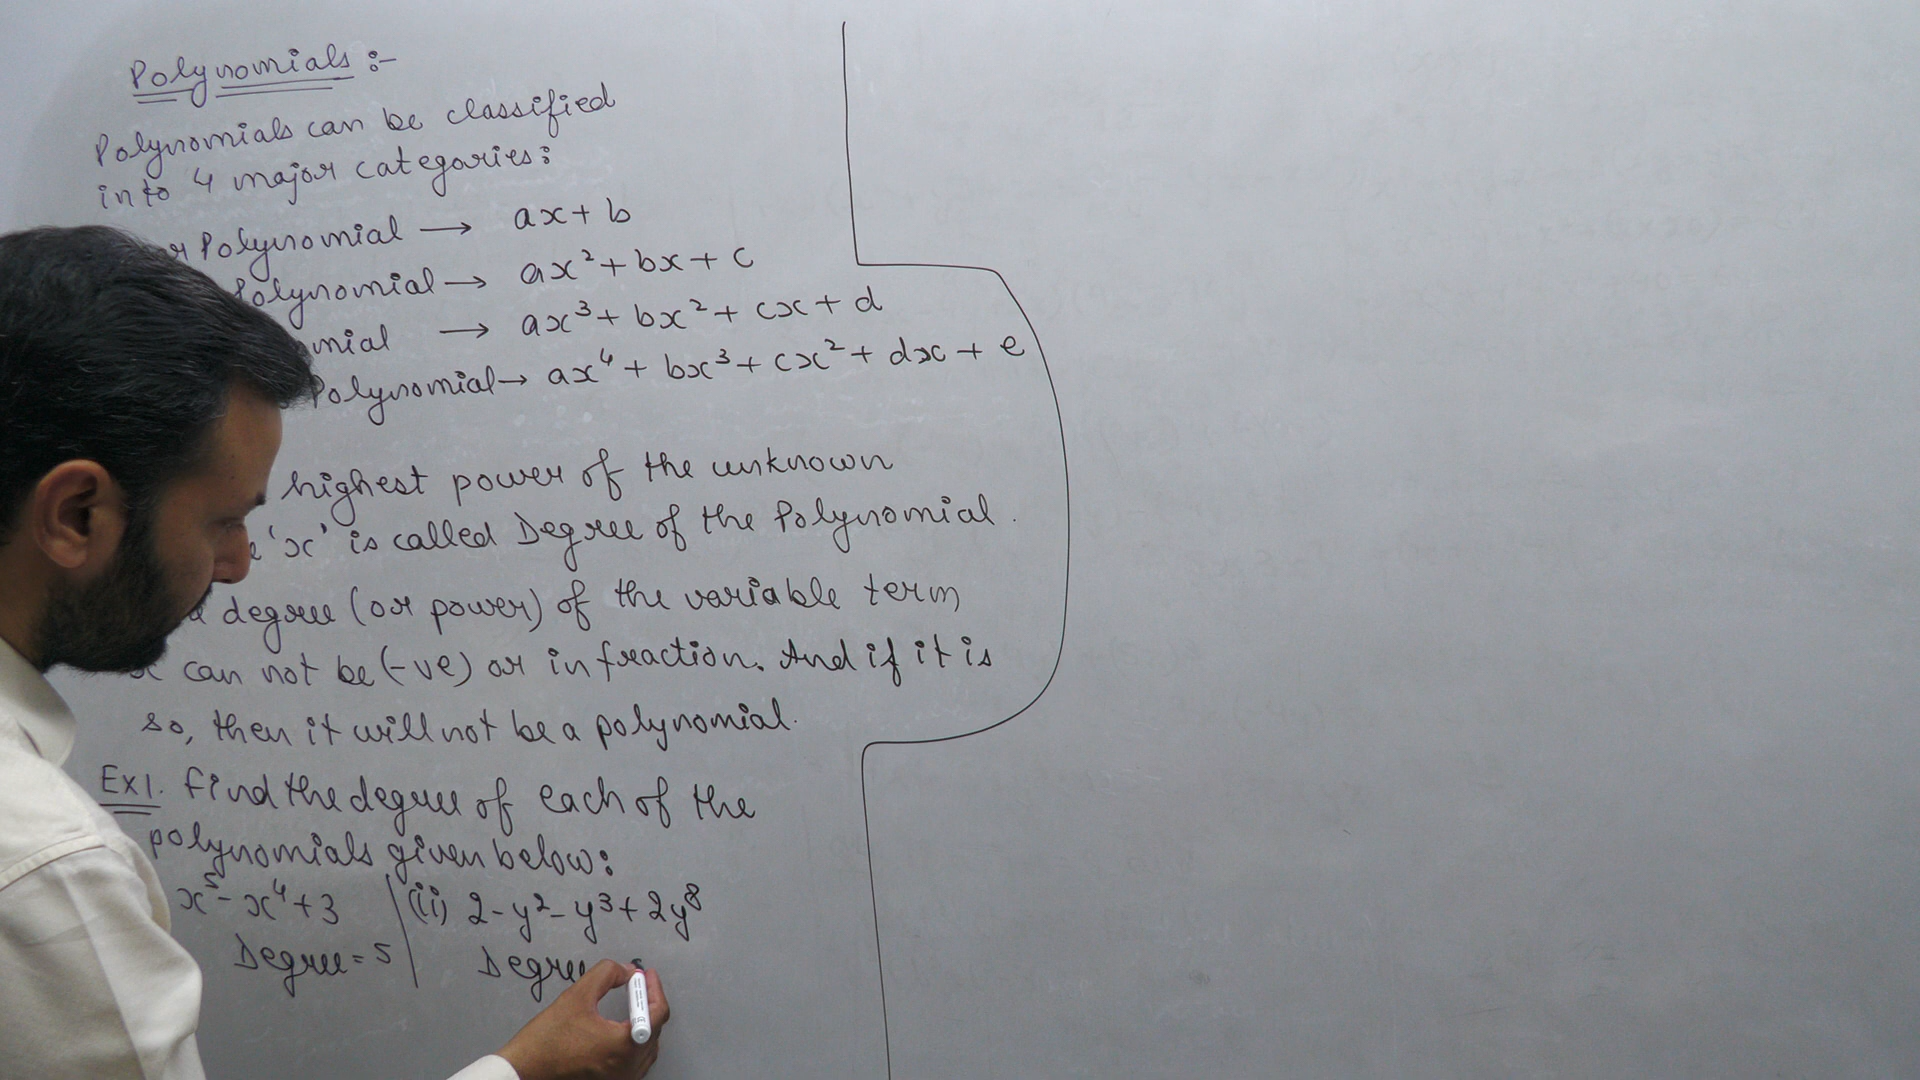 Polynomials :-
Polynomials can be classified
into 4 major categories:
Polynomial → ax + b
Polynomial → ax² + bx + c
→ ax³ + bx² + cx + d
Polynomial → ax⁴ + bx³ + cx² + dx + e
highest power of the unknown
'x' is called Degree of the Polynomial.
degree (or power) of the variable term
can not be (-ve) or in fraction. And if it is
so, then it will not be a polynomial.
Ex1. Find the degree of each of the
polynomials given below:
x⁵ - x⁴ + 3 | (ii) 2 - y² - y³ + 2y⁸
Degree = 5 |